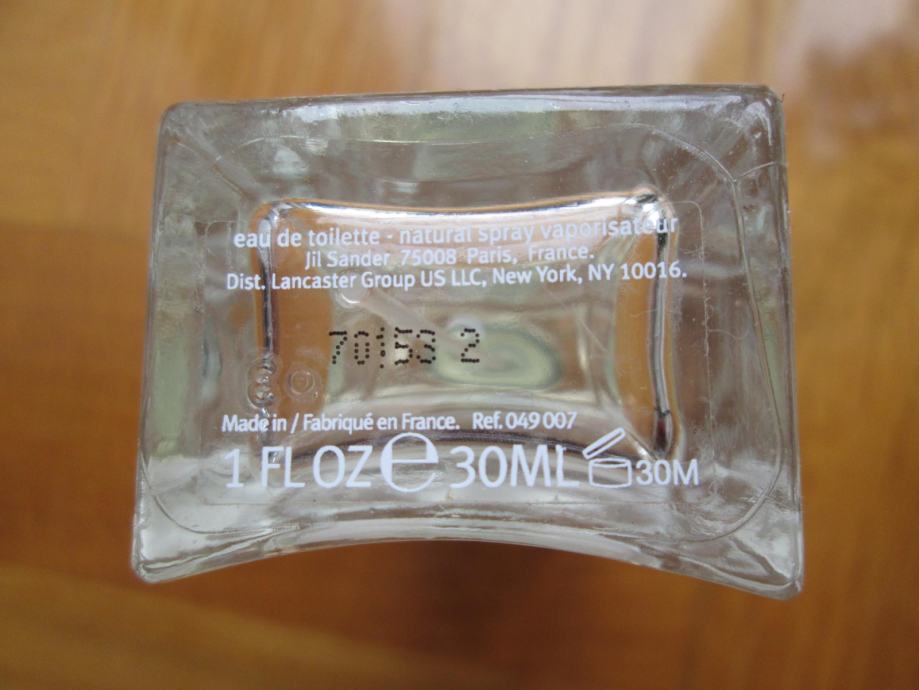 eau de toilette - natural spray vaporisateur
Jil Sander 75008 Paris, France.
Dist. Lancaster Group US LLC, New York, NY 10016.
70153 2
Made in / Fabriqué en France. Ref. 049 007
1 FL OZ e 30ML 30M